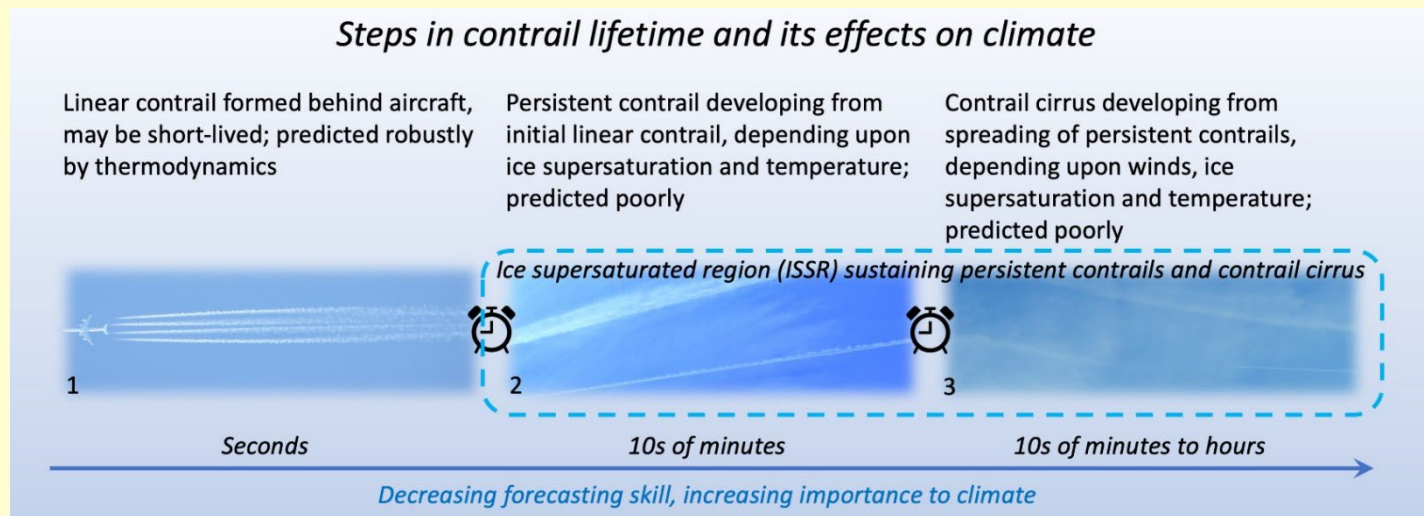 Steps in contrail lifetime and its effects on climate
Linear contrail formed behind aircraft,
may be short-lived; predicted robustly
by thermodynamics
Persistent contrail developing from
initial linear contrail, depending upon
ice supersaturation and temperature;
predicted poorly
Contrail cirrus developing from
spreading of persistent contrails,
depending upon winds, ice
supersaturation and temperature;
predicted poorly
Ice supersaturated region (ISSR) sustaining persistent contrails and contrail cirrus
1
2
3
Seconds
10s of minutes
10s of minutes to hours
Decreasing forecasting skill, increasing importance to climate